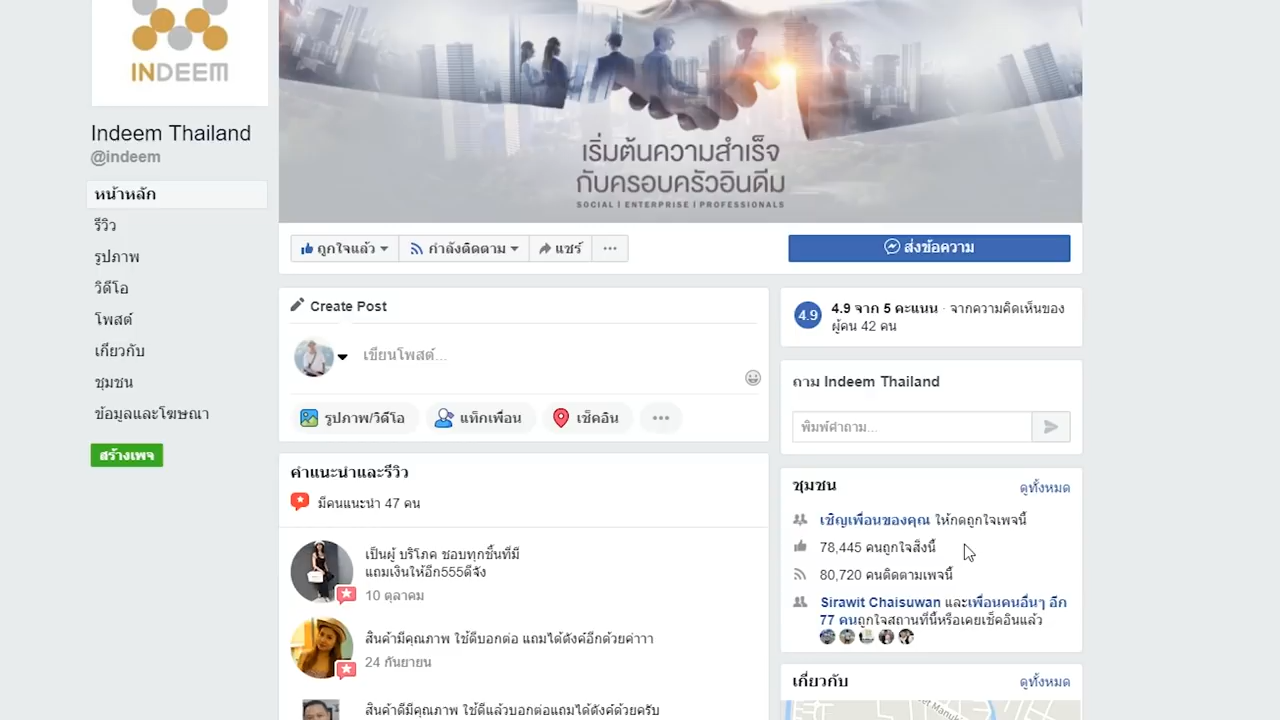 INDEEM
Indeem Thailand
@indeem
หน้าหลัก
รีวิว
รูปภาพ
วิดีโอ
โพสต์
เกี่ยวกับ
ชุมชน
ข้อมูลและโฆษณา
สร้างเพจ
เริ่มต้นความสำเร็จ
กับครอบครัวอินดีม
SOCIAL | ENTERPRISE | PROFESSIONALS
ถูกใจแล้ว
กำลังติดตาม
แชร์
ส่งข้อความ
Create Post
เขียนโพสต์...
รูปภาพ/วิดีโอ
แท็กเพื่อน
เช็คอิน
คำแนะนำและรีวิว
มีคนแนะนำ 47 คน
เป็นผู้ บริโภค ชอบทุกชิ้นที่มี
แถมเงินให้อีก555ดีจัง
10 ตุลาคม
สินค้ามีคุณภาพ ใช้ดีบอกต่อ แถมได้ตังค์อีกด้วยค่าาา
24 กันยายน
สินค้าดีมีคุณภาพ ใช้ดีแล้วบอกต่อแถมได้ตังค์ด้วยครับ
4.9
4.9 จาก 5 คะแนน · จากความคิดเห็นของ
ผู้คน 42 คน
ถาม Indeem Thailand
พิมพ์คำถาม...
ชุมชน
ดูทั้งหมด
เชิญเพื่อนของคุณ ให้กดถูกใจเพจนี้
78,445 คนถูกใจสิ่งนี้
80,720 คนติดตามเพจนี้
Sirawit Chaisuwan และเพื่อนคนอื่นๆ อีก
77 คนถูกใจสถานที่นี้หรือเคยเช็คอินแล้ว
เกี่ยวกับ
ดูทั้งหมด